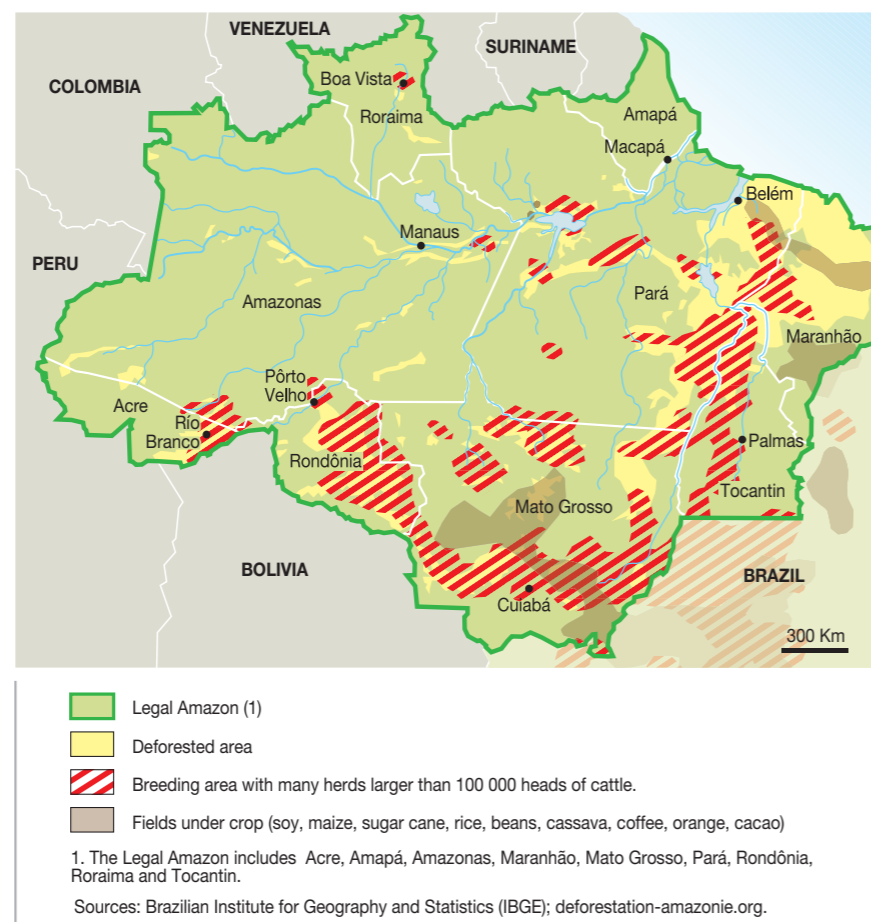 VENEZUELA
SURINAME
COLOMBIA
Boa Vista
Roraima
Amapá
Macapá
Belém
Manaus
PERU
Amazonas
Pará
Maranhão
Pôrto
Velho
Acre
Río
Branco
Rondônia
Palmas
Mato Grosso
Tocantin
BOLIVIA
BRAZIL
Cuiabá
300 Km
Legal Amazon (1)
Deforested area
Breeding area with many herds larger than 100 000 heads of cattle.
Fields under crop (soy, maize, sugar cane, rice, beans, cassava, coffee, orange, cacao)
1. The Legal Amazon includes Acre, Amapá, Amazonas, Maranhão, Mato Grosso, Pará, Rondônia,
Roraima and Tocantin.
Sources: Brazilian Institute for Geography and Statistics (IBGE); deforestation-amazonie.org.